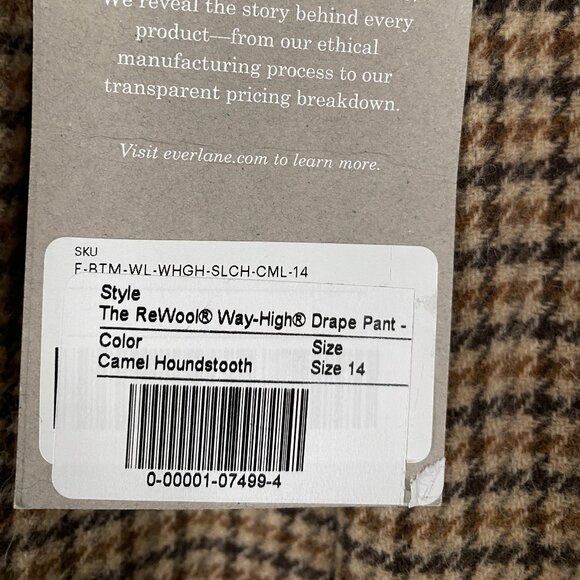 We reveal the story behind every
product—from our ethical
manufacturing process to our
transparent pricing breakdown.
Visit everlane.com to learn more.
SKU
F-BTM-WL-WHGH-SLCH-CML-14
Style
The ReWool® Way-High® Drape Pant -
Color Size
Camel Houndstooth Size 14
0-00001-07499-4